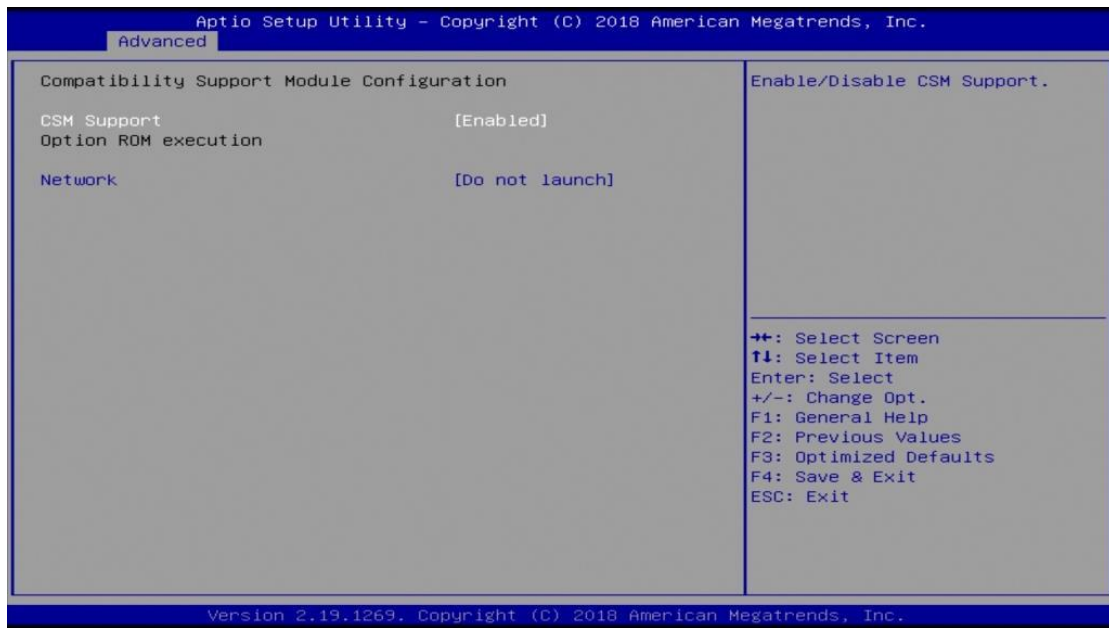 Aptio Setup Utility – Copyright (C) 2018 American Megatrends, Inc.
Advanced
Compatibility Support Module Configuration
CSM Support [Enabled]
Option ROM execution
Network [Do not launch]
Enable/Disable CSM Support.
→←: Select Screen
↑↓: Select Item
Enter: Select
+/-: Change Opt.
F1: General Help
F2: Previous Values
F3: Optimized Defaults
F4: Save & Exit
ESC: Exit
Version 2.19.1269. Copyright (C) 2018 American Megatrends, Inc.